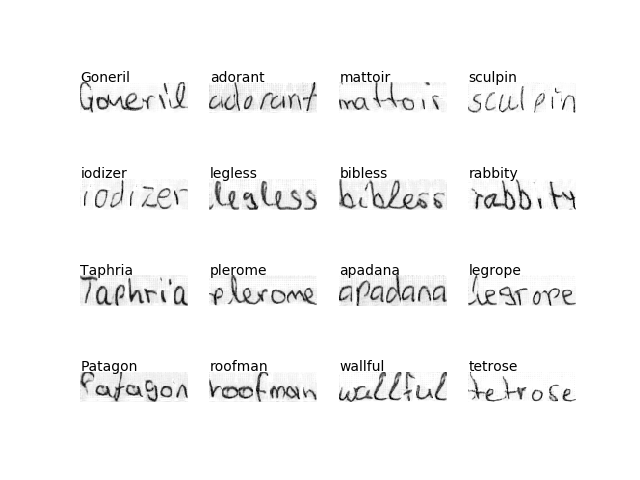 Goneril adorant mattoir sculpin
Goneril adorant mattoir sculpin
iodizer legless bibless rabbity
iodizer legless bibless rabbity
Taphria plerome apadana legrope
Taphria plerome apadana legrope
Patagon roofman wallful tetrose
Patagon roofman wallful tetrose